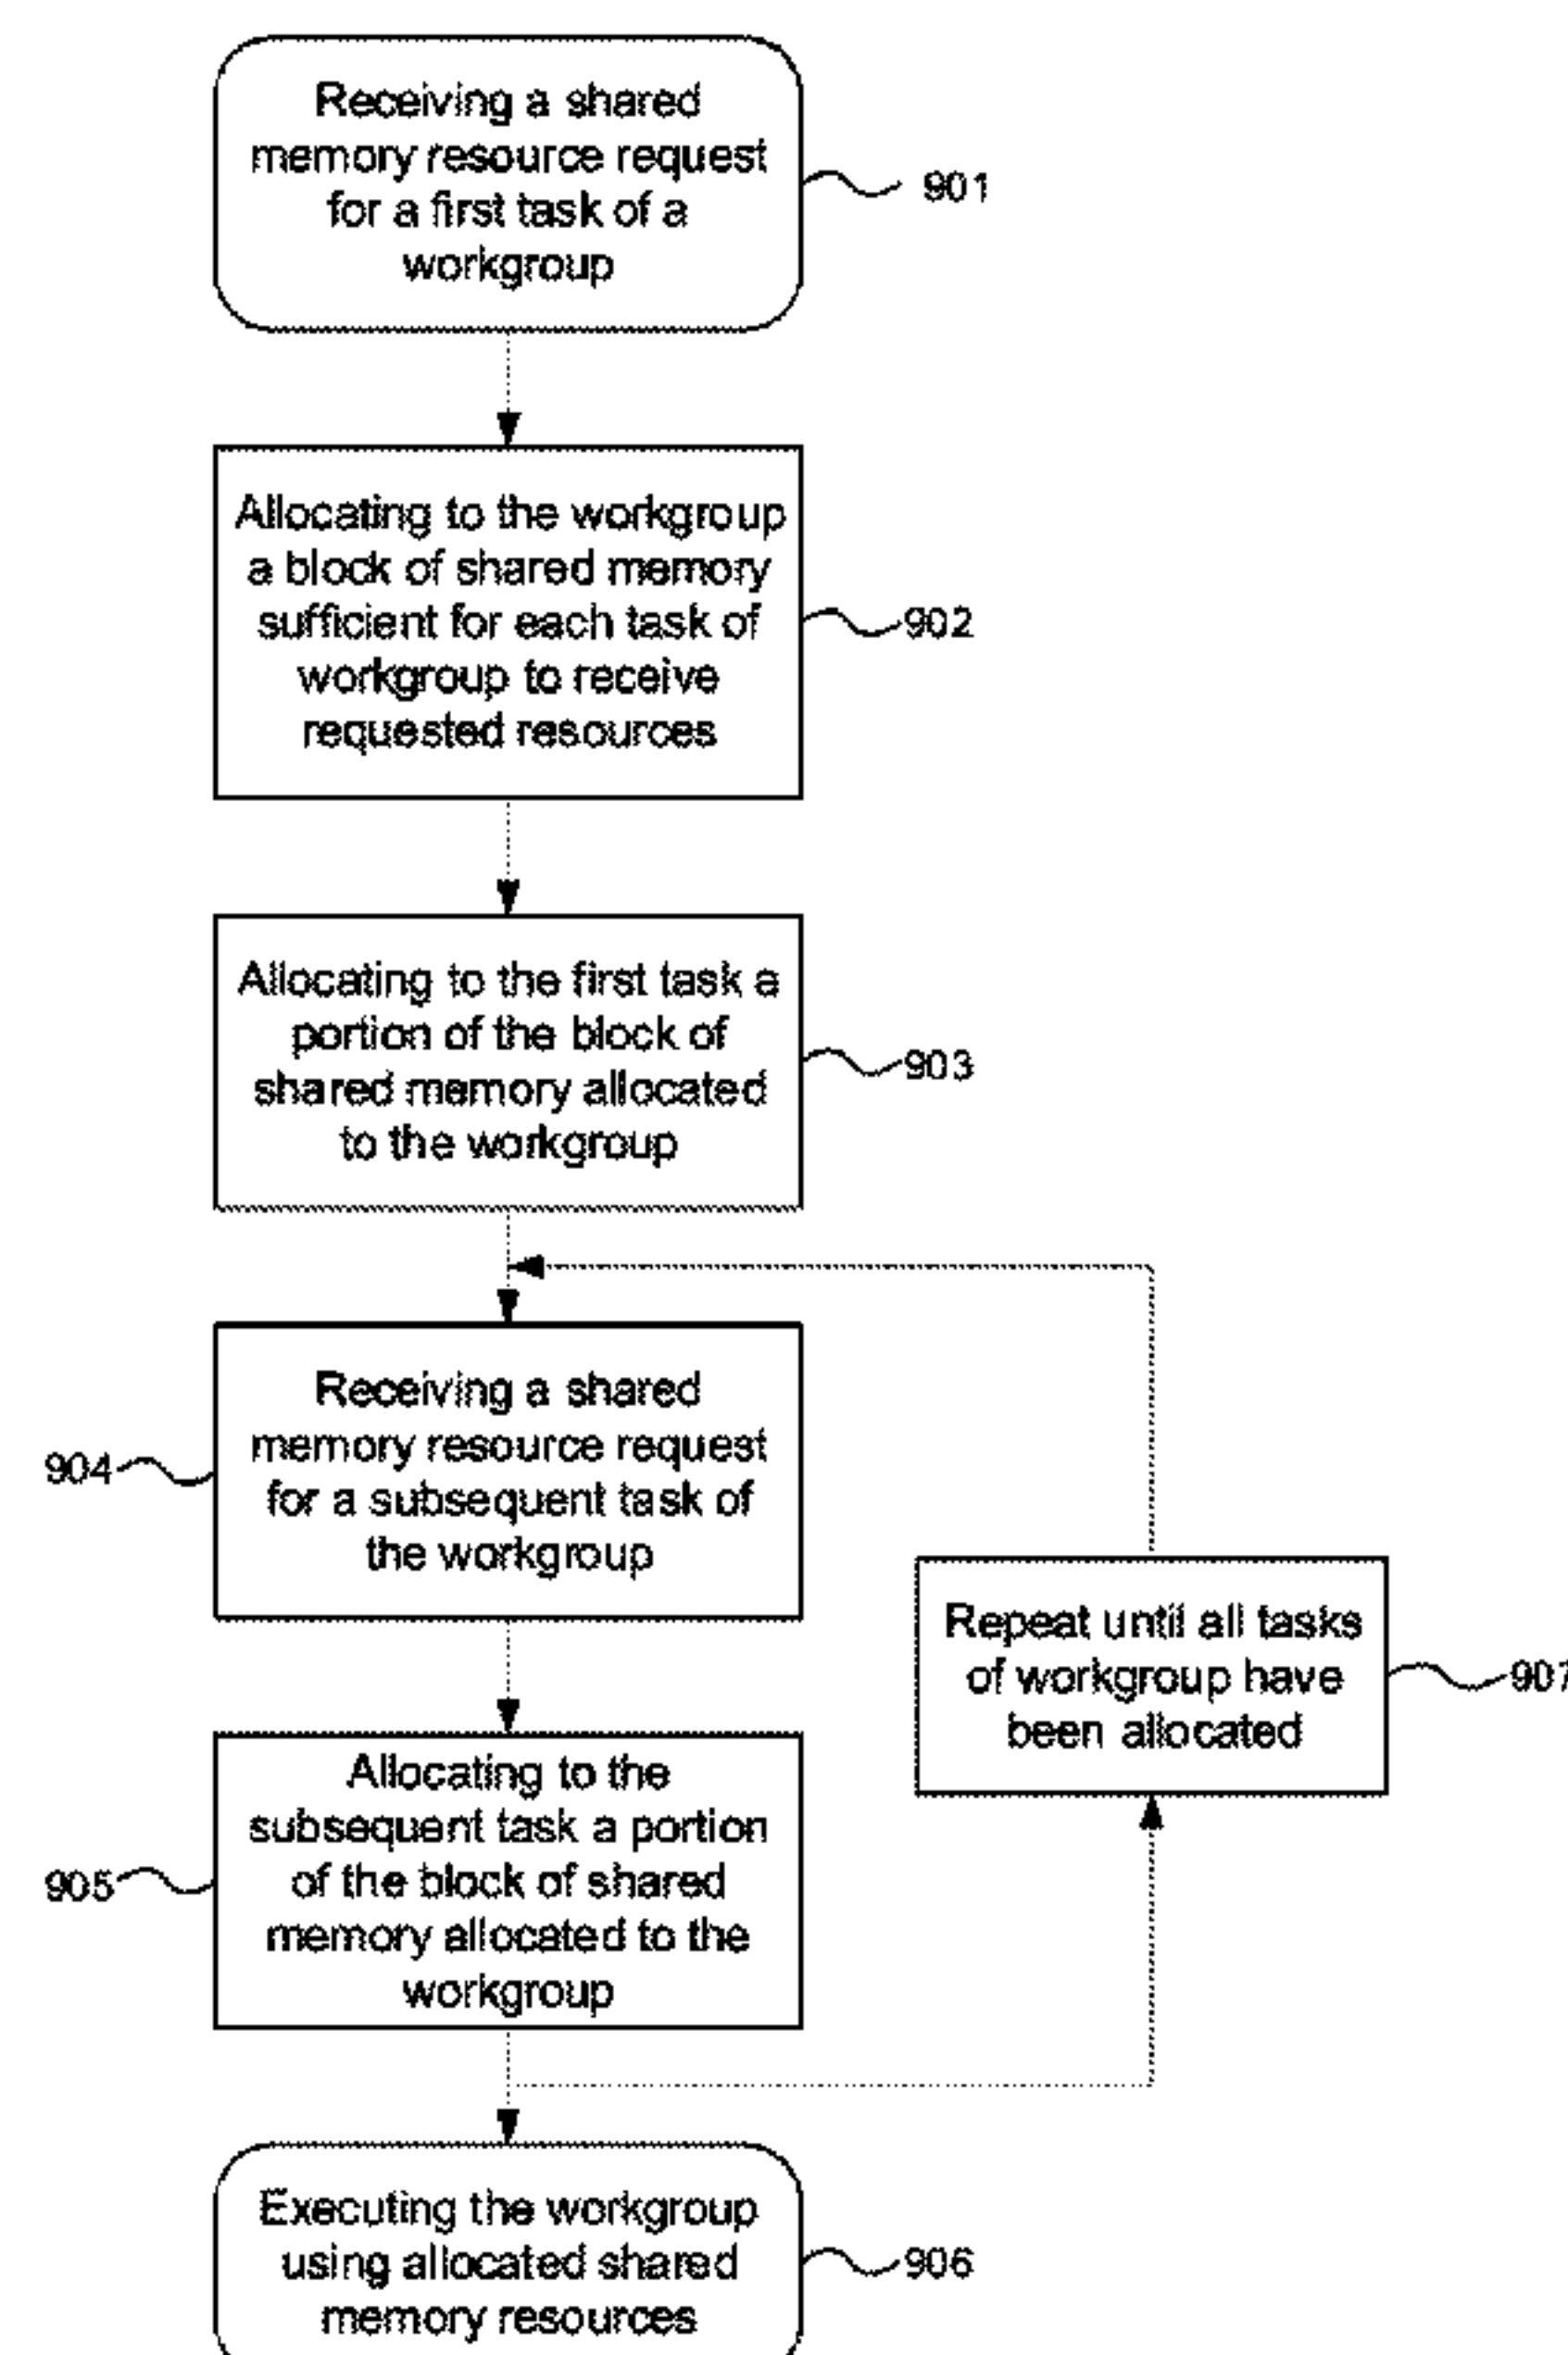 Receiving a shared
memory resource request
for a first task of a
workgroup
901
Allocating to the workgroup
a block of shared memory
sufficient for each task of
workgroup to receive
requested resources
902
Allocating to the first task a
portion of the block of
shared memory allocated
to the workgroup
903
Receiving a shared
memory resource request
for a subsequent task of
the workgroup
904
Repeat until all tasks
of workgroup have
been allocated
907
Allocating to the
subsequent task a portion
of the block of shared
memory allocated to the
workgroup
905
Executing the workgroup
using allocated shared
memory resources
906